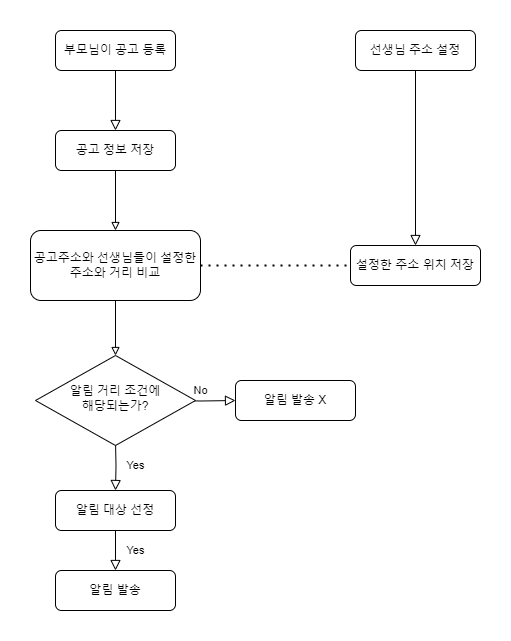 부모님이 공고 등록
선생님 주소 설정
공고 정보 저장
공고주소와 선생님들이 설정한
주소와 거리 비교
설정한 주소 위치 저장
알림 거리 조건에
해당되는가?
No
알림 발송 X
Yes
알림 대상 선정
Yes
알림 발송